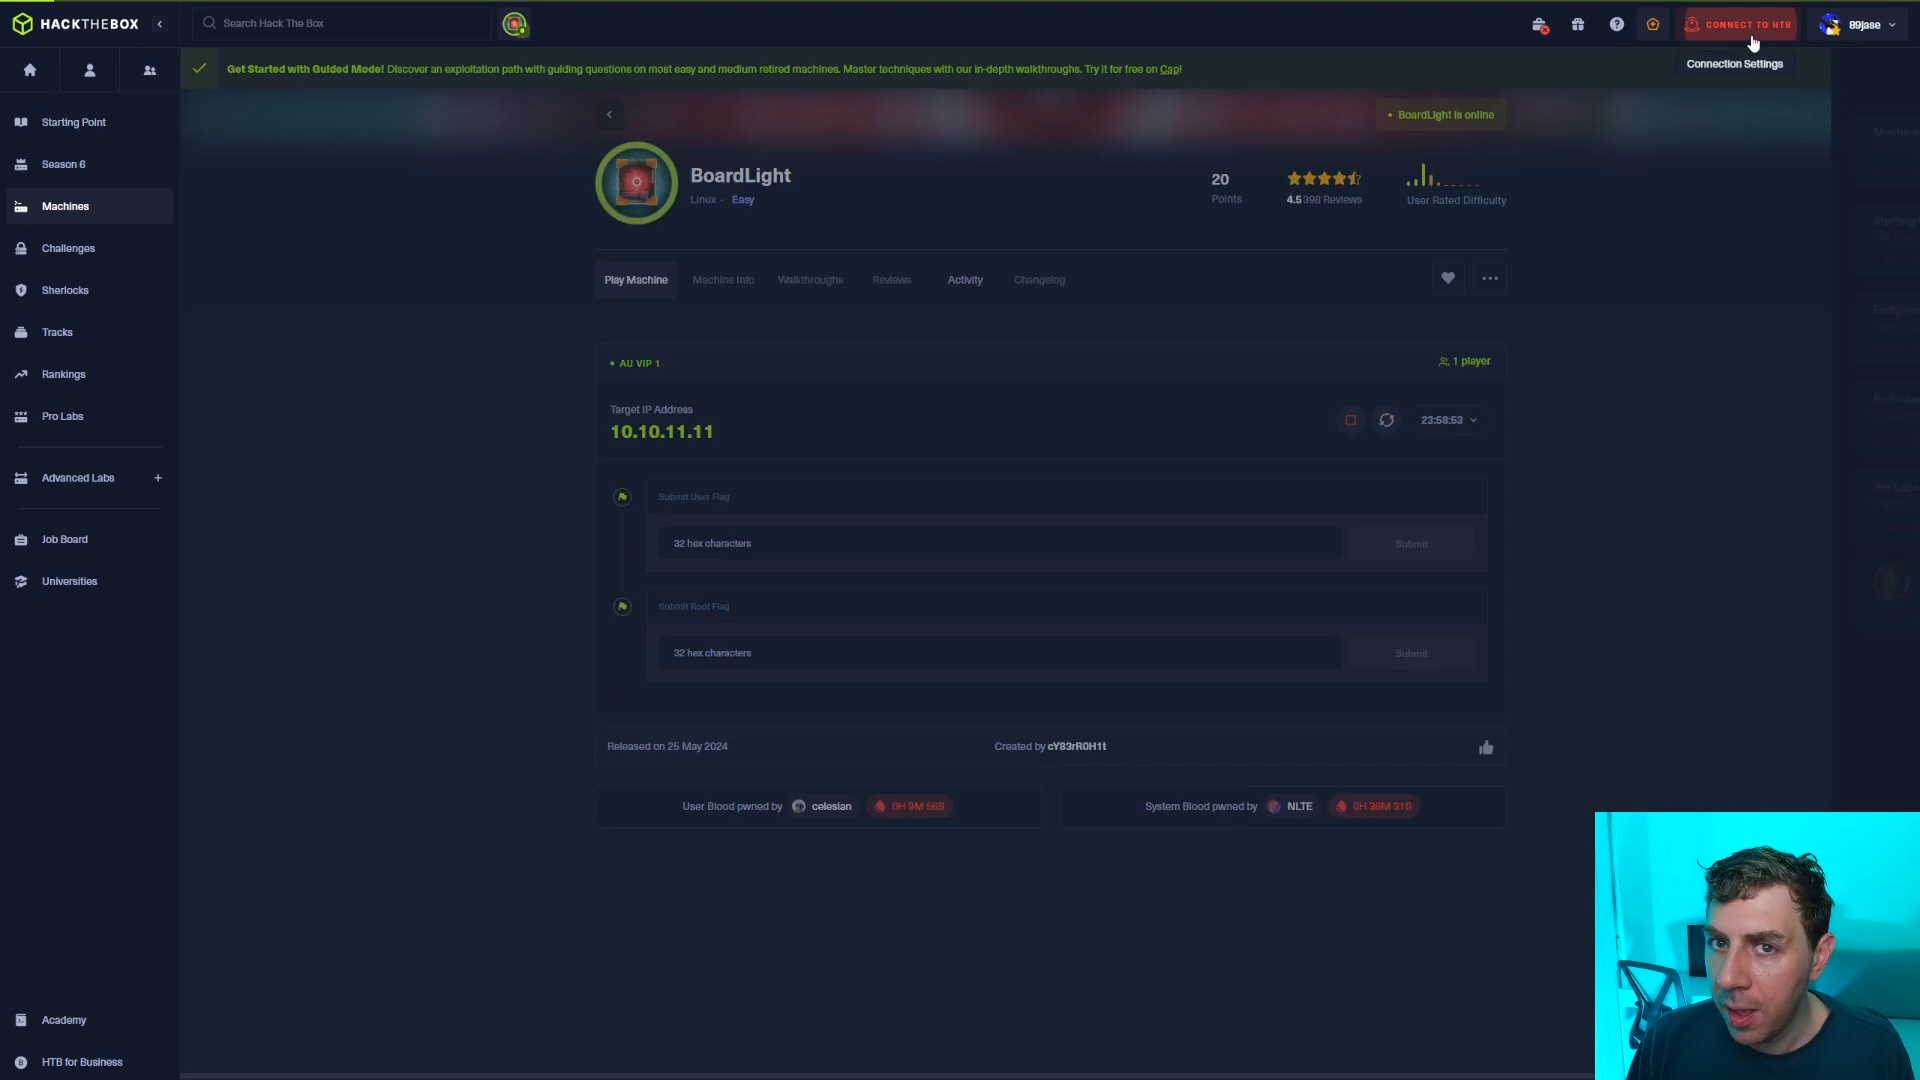 HACKTHEBOX
Search Hack The Box
CONNECT TO HTB
89jase
Connection Settings
Get Started with Guided Mode! Discover an exploitation path with guiding questions on most easy and medium retired machines. Master techniques with our in-depth walkthroughs. Try it for free on Cap!
Starting Point
Season 6
Machines
Challenges
Sherlocks
Tracks
Rankings
Pro Labs
Advanced Labs
Job Board
Universities
Academy
HTB for Business
BoardLight is online
BoardLight
Linux · Easy
20
Points
4.5 398 Reviews
User Rated Difficulty
Play Machine
Machine Info
Walkthroughs
Reviews
Activity
Changelog
AU VIP 1
1 player
Target IP Address
10.10.11.11
23:58:53
Submit User Flag
32 hex characters
Submit
Submit Root Flag
32 hex characters
Submit
Released on 25 May 2024
Created by cY83rR0H1t
User Blood pwned by celesian 0H 9M 56S
System Blood pwned by NLTE 0H 36M 31S